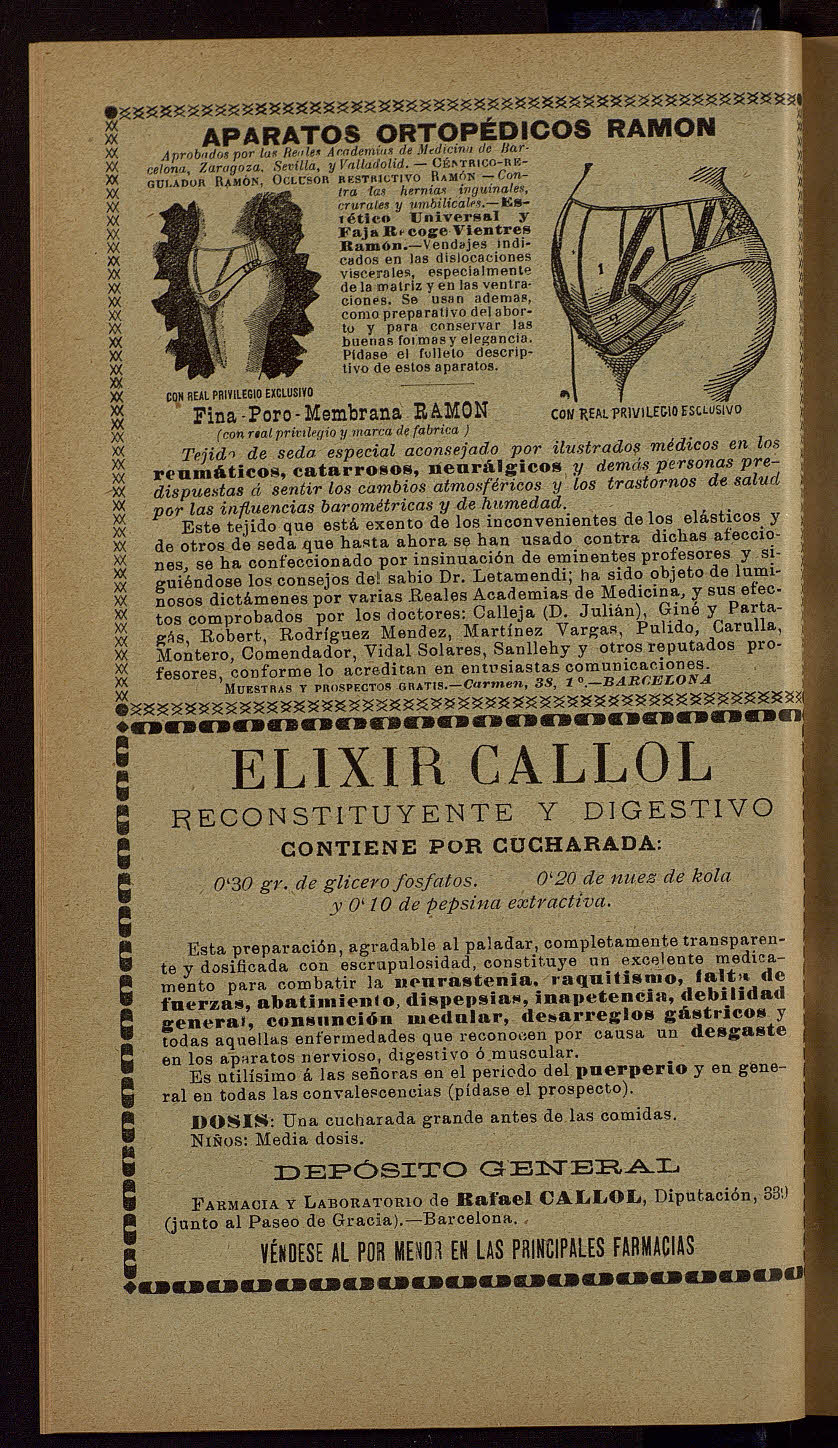 APARATOS ORTOPÉDICOS RAMON
Aprobados por las Reales Academias de Medicina de Bar-
celona, Zaragoza, Sevilla, y Valladolid. — CÉNTRICO-RE-
GULADOR RAMÓN, OCLUSOR RESTRICTIVO RAMÓN — Con-
tra las hernias inguinales,
crurales y umbilicales.—Es-
tético Universal y
Faja Recoge Vientres
Ramón.—Vendajes indi-
cados en las dislocaciones
viscerales, especialmente
de la matriz y en las ventra-
ciones. Se usan ademas,
como preparativo del abor-
to y para conservar las
buenas formas y elegancia.
Pídase el folleto descrip-
tivo de estos aparatos.
1
CON REAL PRIVILEGIO EXCLUSIVO
CON REAL PRIVILEGIO ESCLUSIVO
Fina-Poro-Membrana RAMON
(con real privilegio y marca de fabrica)
Tejido de seda especial aconsejado por ilustrados médicos en los
reumáticos, catarrosos, neurálgicos y demás personas pre-
dispuestas á sentir los cambios atmosféricos y los trastornos de salud
por las influencias barométricas y de humedad.
Este tejido que está exento de los inconvenientes de los elásticos y
de otros de seda que hasta ahora se han usado contra dichas afeccio-
nes, se ha confeccionado por insinuación de eminentes profesores y si-
guiéndose los consejos del sabio Dr. Letamendi; ha sido objeto de lumi-
nosos dictámenes por varias Reales Academias de Medicina, y sus efec-
tos comprobados por los doctores: Calleja (D. Julián), Giné y Parta-
gás, Robert, Rodríguez Mendez, Martínez Vargas, Pulido, Carulla,
Montero, Comendador, Vidal Solares, Sanllehy y otros reputados pro-
fesores, conforme lo acreditan en entusiastas comunicaciones.
MUESTRAS Y PROSPECTOS GRATIS.—Carmen, 38, 1º.—BARCELONA
ELIXIR CALLOL
RECONSTITUYENTE Y DIGESTIVO
CONTIENE POR CUCHARADA:
0'30 gr. de glicerofosfatos. 0'20 de nuez de kola
y 0'10 de pepsina extractiva.
Esta preparación, agradable al paladar, completamente transparen-
te y dosificada con escrupulosidad, constituye un excelente medica-
mento para combatir la neurastenia, raquitismo, falta de
fuerzas, abatimiento, dispepsias, inapetencia, debilidad
general, consunción medular, desarreglos gástricos y
todas aquellas enfermedades que reconocen por causa un desgaste
en los aparatos nervioso, digestivo ó muscular.
Es utilísimo á las señoras en el período del puerperio y en gene-
ral en todas las convalescencias (pídase el prospecto).
DOSIS: Una cucharada grande antes de las comidas.
NIÑOS: Media dosis.
DEPÓSITO GENERAL
FARMACIA Y LABORATORIO de Rafael CALLOL, Diputación, 339
(junto al Paseo de Gracia).—Barcelona.
VÉNDESE AL POR MENOR EN LAS PRINCIPALES FARMACIAS